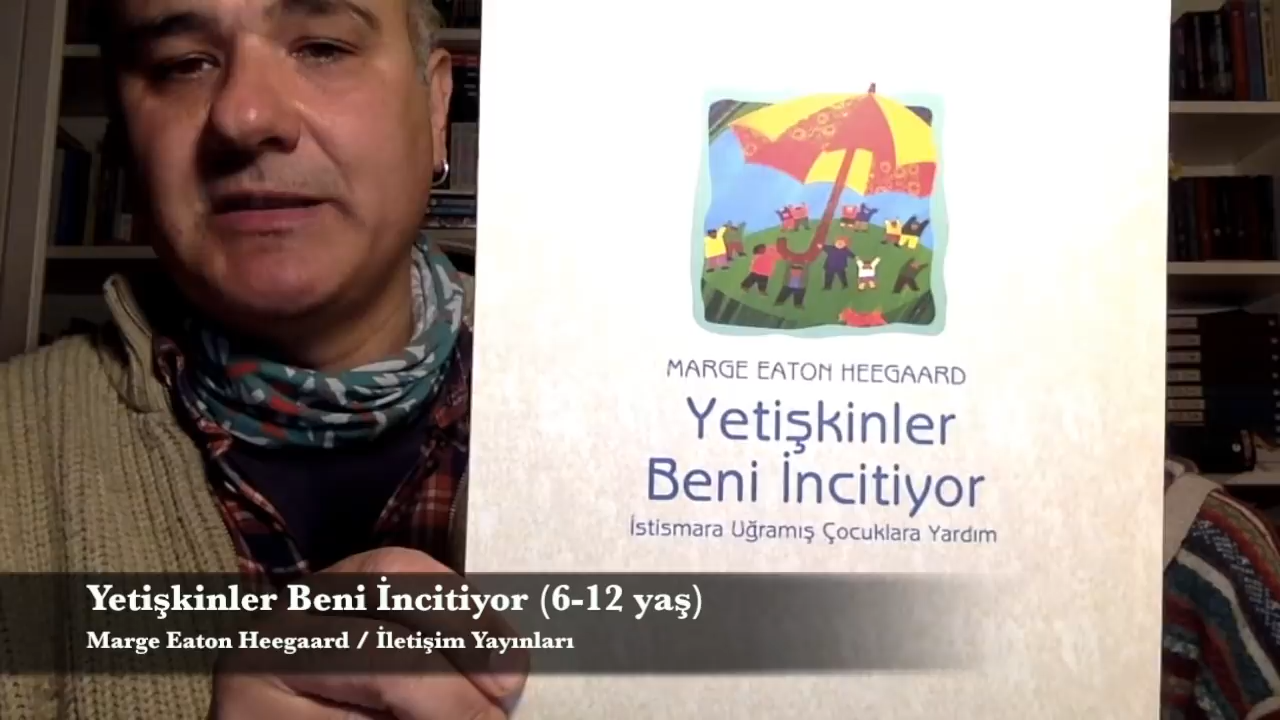 MARGE EATON HEEGAARD
Yetişkinler
Beni İncitiyor
İstismara Uğramış Çocuklara Yardım
Yetişkinler Beni İncitiyor (6-12 yaş)
Marge Eaton Heegaard / İletişim Yayınları